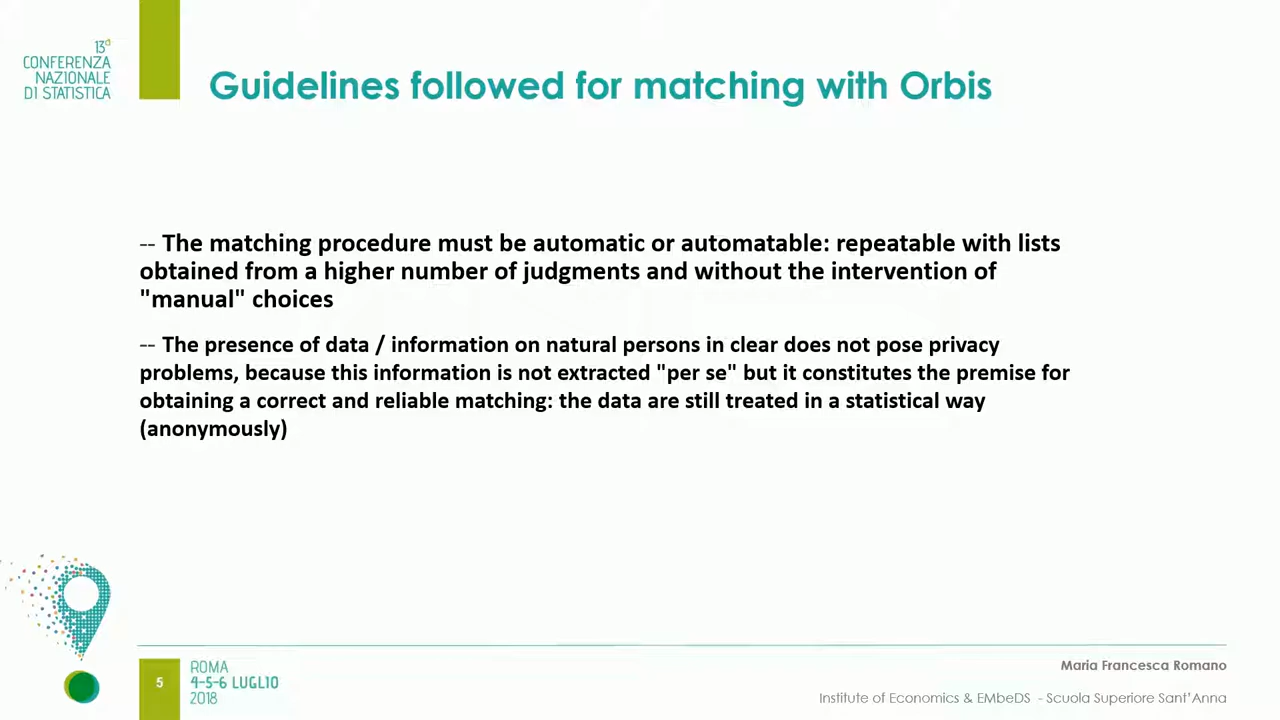 13ª
CONFERENZA
NAZIONALE
DI STATISTICA
Guidelines followed for matching with Orbis
-- The matching procedure must be automatic or automatable: repeatable with lists
obtained from a higher number of judgments and without the intervention of
"manual" choices
-- The presence of data / information on natural persons in clear does not pose privacy
problems, because this information is not extracted "per se" but it constitutes the premise for
obtaining a correct and reliable matching: the data are still treated in a statistical way
(anonymously)
5
ROMA
4-5-6 LUGLIO
2018
Maria Francesca Romano
Institute of Economics & EMbeDS - Scuola Superiore Sant'Anna